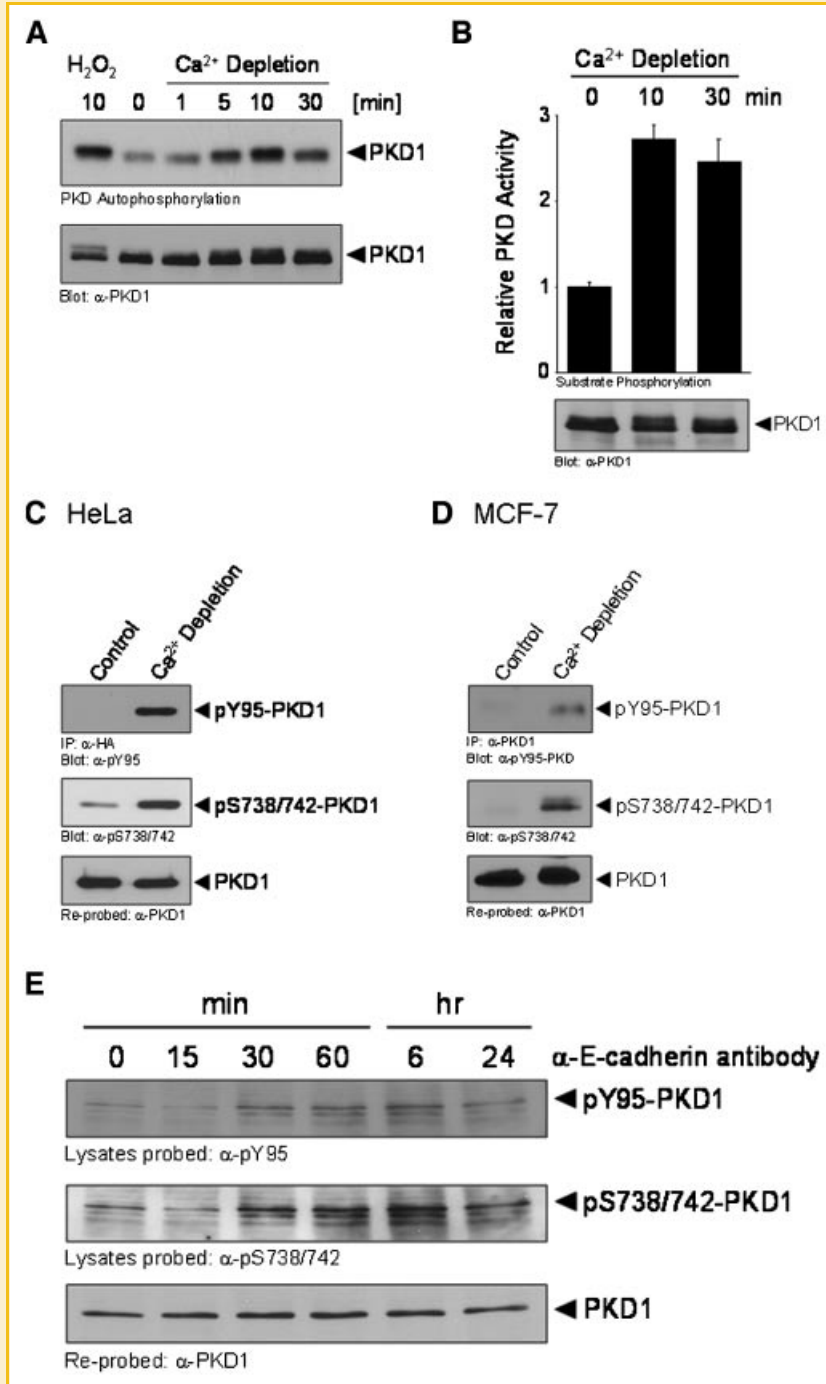 A
H₂O₂ Ca²⁺ Depletion
10 0 1 5 10 30 [min]
◄PKD1
PKD Autophosphorylation
◄PKD1
Blot: α-PKD1
B
Ca²⁺ Depletion
0 10 30 min
3
2
1
0
Relative PKD Activity
Substrate Phosphorylation
◄PKD1
Blot: α-PKD1
C HeLa
Control
Ca²⁺ Depletion
◄pY95-PKD1
IP: α-HA
Blot: α-pY95
◄pS738/742-PKD1
Blot: α-pS738/742
◄PKD1
Re-probed: α-PKD1
D MCF-7
Control
Ca²⁺ Depletion
◄pY95-PKD1
IP: α-PKD1
Blot: α-pY95-PKD
◄pS738/742-PKD1
Blot: α-pS738/742
◄PKD1
Re-probed: α-PKD1
E
min hr
0 15 30 60 6 24 α-E-cadherin antibody
◄pY95-PKD1
Lysates probed: α-pY95
◄pS738/742-PKD1
Lysates probed: α-pS738/742
◄PKD1
Re-probed: α-PKD1